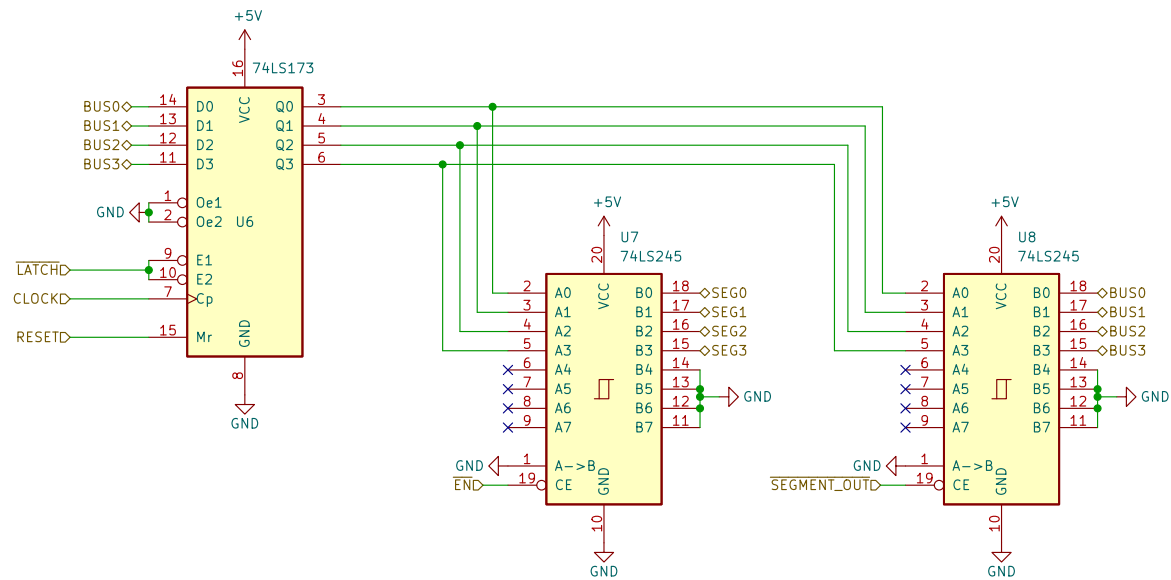 +5V
16
74LS173
VCC
BUS0 14 D0 Q0 3
BUS1 13 D1 Q1 4
BUS2 12 D2 Q2 5
BUS3 11 D3 Q3 6
1 Oe1
GND
2 Oe2 U6
9 E1
LATCH
10 E2
CLOCK 7 Cp
RESET 15 Mr
GND
8
GND
+5V
U7
74LS245
20
VCC
2 A0 B0 18 SEG0
3 A1 B1 17 SEG1
4 A2 B2 16 SEG2
5 A3 B3 15 SEG3
6 A4 B4 14
7 A5 B5 13
GND
8 A6 B6 12
9 A7 B7 11
GND 1 A->B
EN 19 CE
GND
10
GND
+5V
U8
74LS245
20
VCC
2 A0 B0 18 BUS0
3 A1 B1 17 BUS1
4 A2 B2 16 BUS2
5 A3 B3 15 BUS3
6 A4 B4 14
7 A5 B5 13
GND
8 A6 B6 12
9 A7 B7 11
GND 1 A->B
SEGMENT_OUT 19 CE
GND
10
GND